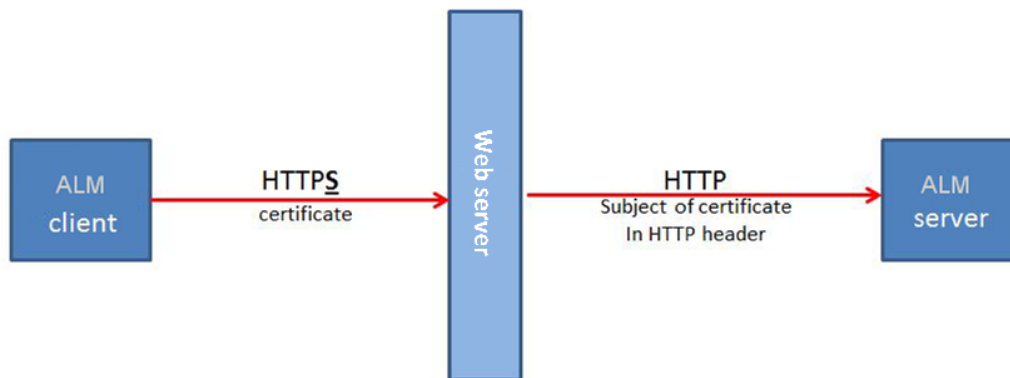 ALM
client
HTTPS
certificate
Web server
HTTP
Subject of certificate
In HTTP header
ALM
server